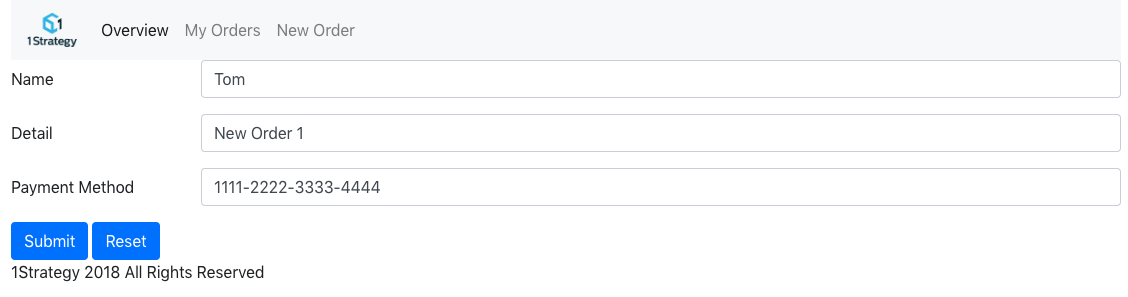 1
1Strategy Overview My Orders New Order
Name Tom
Detail New Order 1
Payment Method 1111-2222-3333-4444
Submit Reset
1Strategy 2018 All Rights Reserved